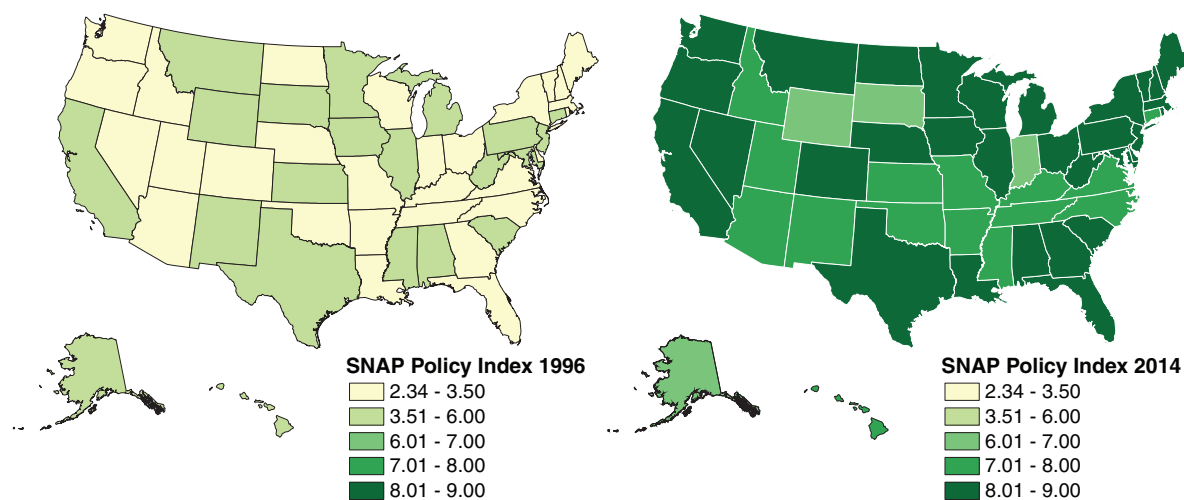 SNAP Policy Index 1996
2.34 - 3.50
3.51 - 6.00
6.01 - 7.00
7.01 - 8.00
8.01 - 9.00
SNAP Policy Index 2014
2.34 - 3.50
3.51 - 6.00
6.01 - 7.00
7.01 - 8.00
8.01 - 9.00